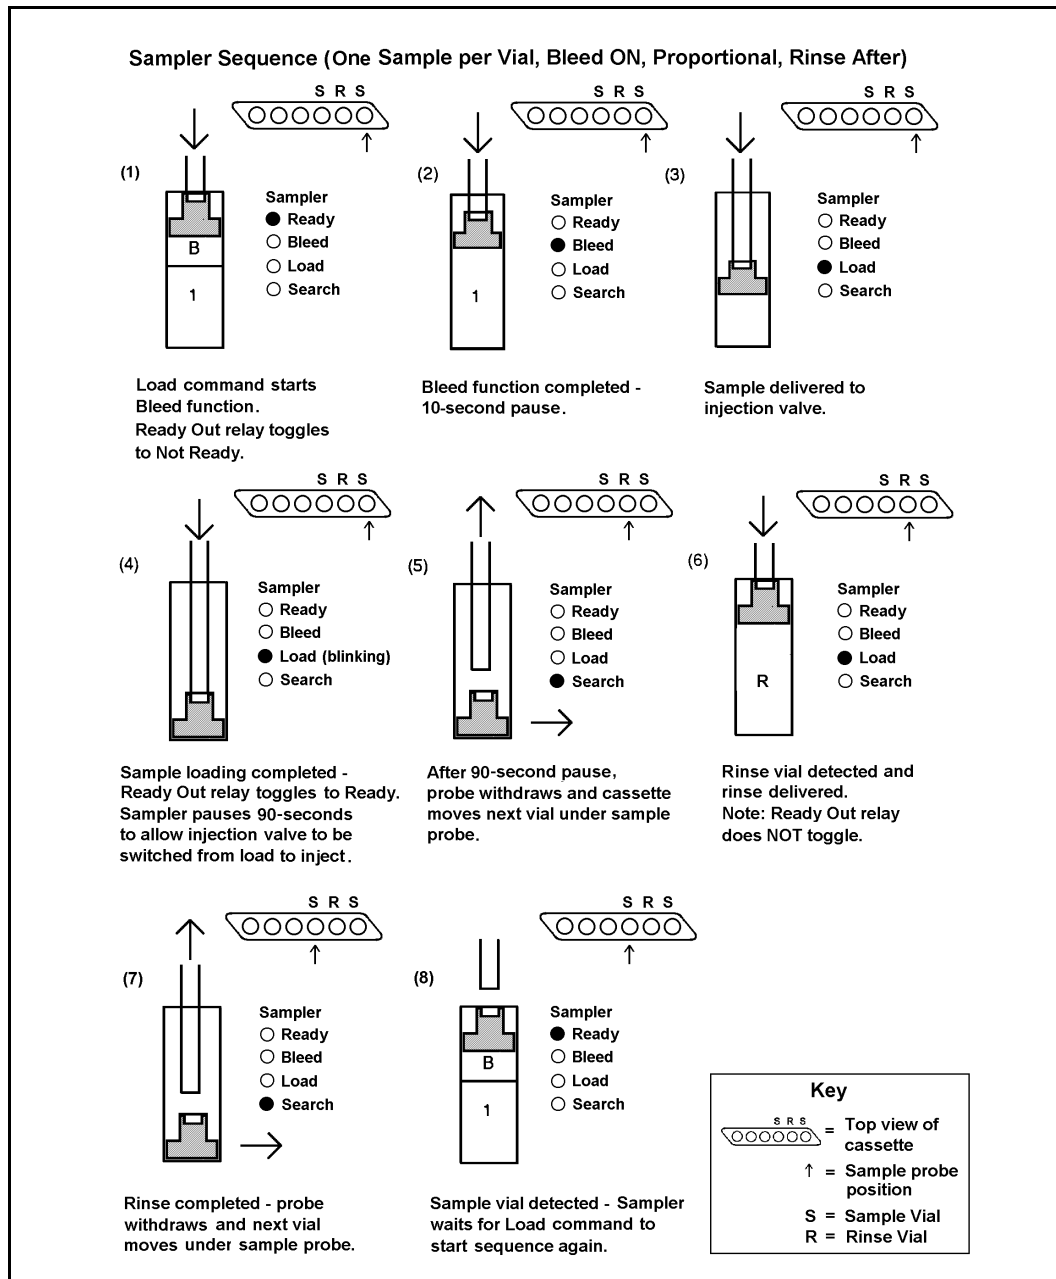 Sampler Sequence (One Sample per Vial, Bleed ON, Proportional, Rinse After)
S R S
(1)
Sampler
Ready
Bleed
Load
Search
B
1
Load command starts
Bleed function.
Ready Out relay toggles
to Not Ready.
S R S
(2)
Sampler
Ready
Bleed
Load
Search
1
Bleed function completed -
10-second pause.
S R S
(3)
Sampler
Ready
Bleed
Load
Search
Sample delivered to
injection valve.
S R S
(4)
Sampler
Ready
Bleed
Load (blinking)
Search
Sample loading completed -
Ready Out relay toggles to Ready.
Sampler pauses 90-seconds
to allow injection valve to be
switched from load to inject.
S R S
(5)
Sampler
Ready
Bleed
Load
Search
After 90-second pause,
probe withdraws and cassette
moves next vial under sample
probe.
S R S
(6)
Sampler
Ready
Bleed
Load
Search
R
Rinse vial detected and
rinse delivered.
Note: Ready Out relay
does NOT toggle.
S R S
(7)
Sampler
Ready
Bleed
Load
Search
Rinse completed - probe
withdraws and next vial
moves under sample probe.
S R S
(8)
Sampler
Ready
Bleed
Load
Search
B
1
Sample vial detected - Sampler
waits for Load command to
start sequence again.
Key
S R S
= Top view of
cassette
= Sample probe
position
S = Sample Vial
R = Rinse Vial